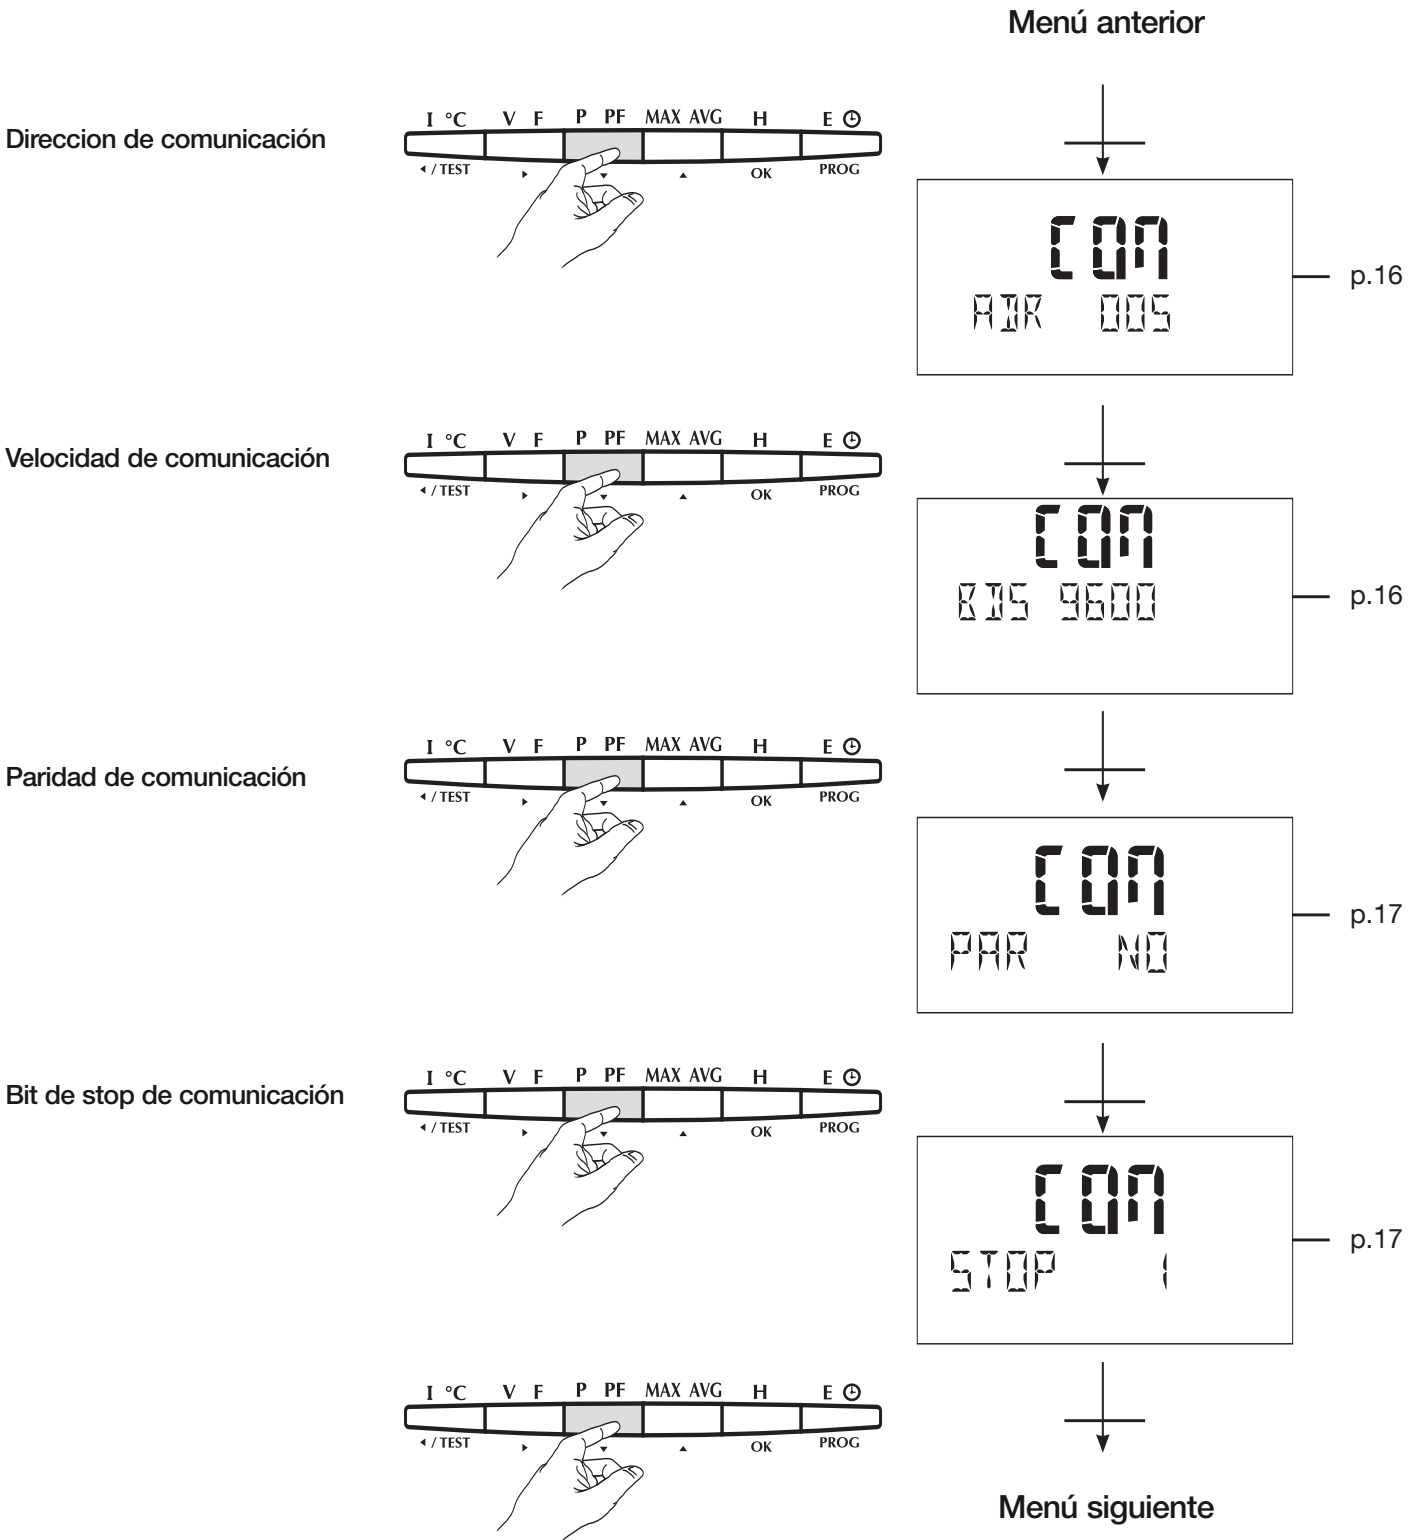 Menú anterior
Direccion de comunicación
I °C V F P PF MAX AVG H E
/ TEST OK PROG
COM
ADR 005
p.16
Velocidad de comunicación
I °C V F P PF MAX AVG H E
/ TEST OK PROG
COM
BDS 9600
p.16
Paridad de comunicación
I °C V F P PF MAX AVG H E
/ TEST OK PROG
COM
PAR NO
p.17
Bit de stop de comunicación
I °C V F P PF MAX AVG H E
/ TEST OK PROG
COM
STOP 1
p.17
I °C V F P PF MAX AVG H E
/ TEST OK PROG
Menú siguiente